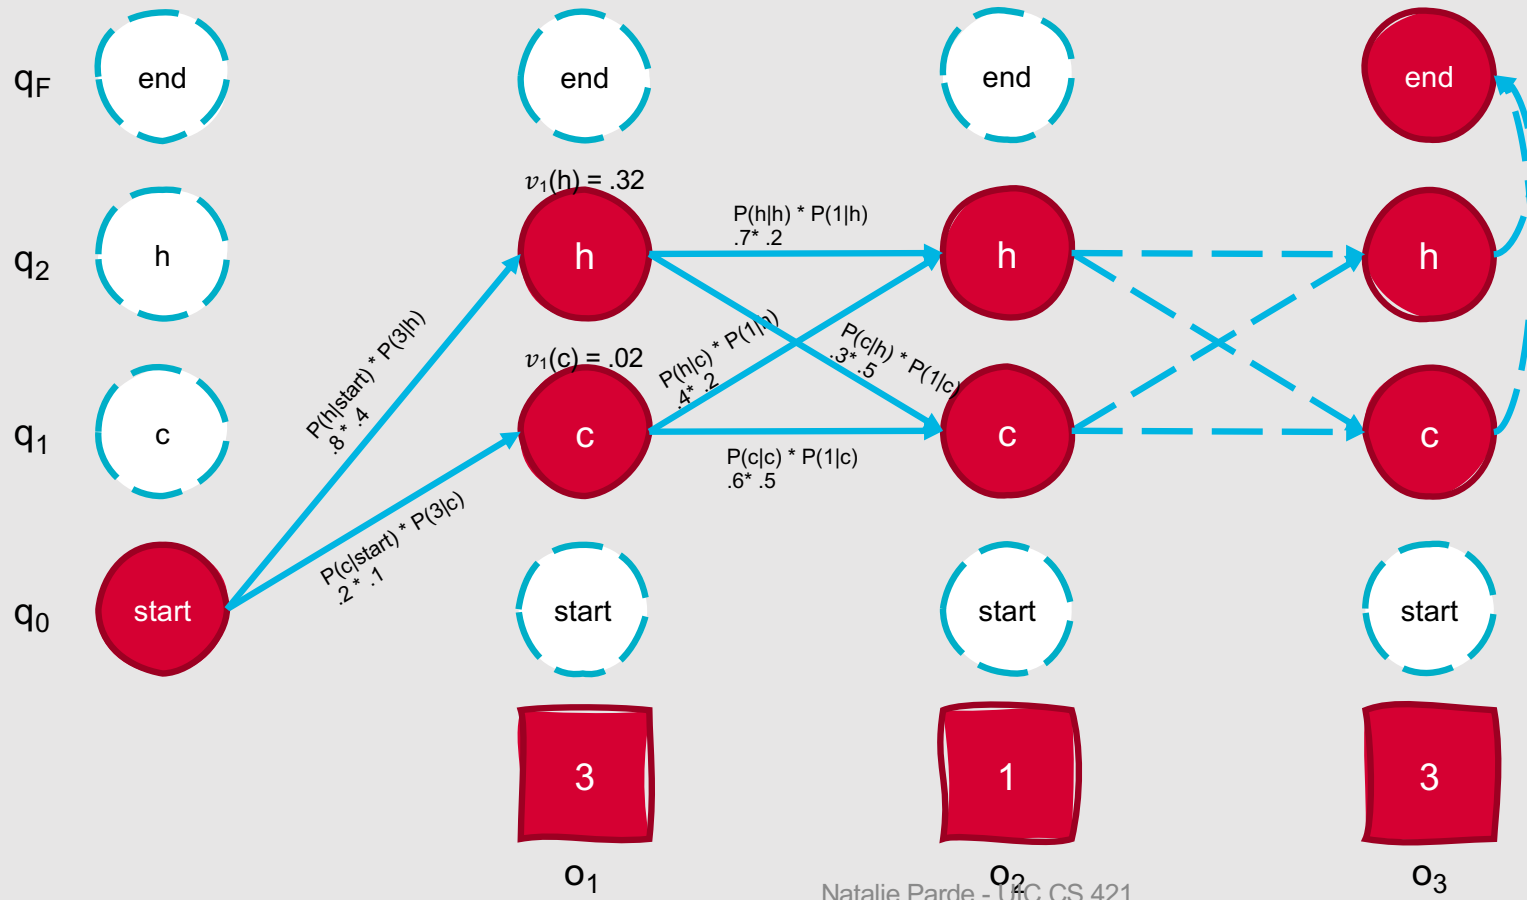 q_F end end end end
v₁(h) = .32
P(h|h) * P(1|h)
.7* .2
q₂ h h h h
P(h|start) * P(3|h)
.8* .4
v₁(c) = .02
P(h|c) * P(1|h)
.4* .2
P(c|h) * P(1|c)
.3* .5
q₁ c c c c
P(c|c) * P(1|c)
.6* .5
P(c|start) * P(3|c)
.2* .1
q₀ start start start start
3 1 3
o₁ o₂ o₃
Natalie Parde - UIC CS 421